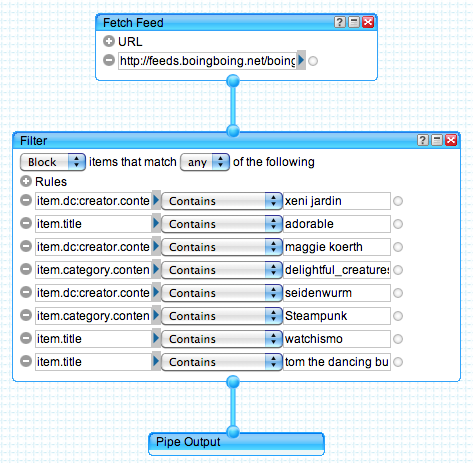 Fetch Feed
URL
http://feeds.boingboing.net/boing
Filter
Block items that match any of the following
Rules
item.dc:creator.conte Contains xeni jardin
item.title Contains adorable
item.dc:creator.conte Contains maggie koerth
item.category.conten Contains delightful_creatures
item.dc:creator.conte Contains seidenwurm
item.category.conten Contains Steampunk
item.title Contains watchismo
item.title Contains tom the dancing bu
Pipe Output